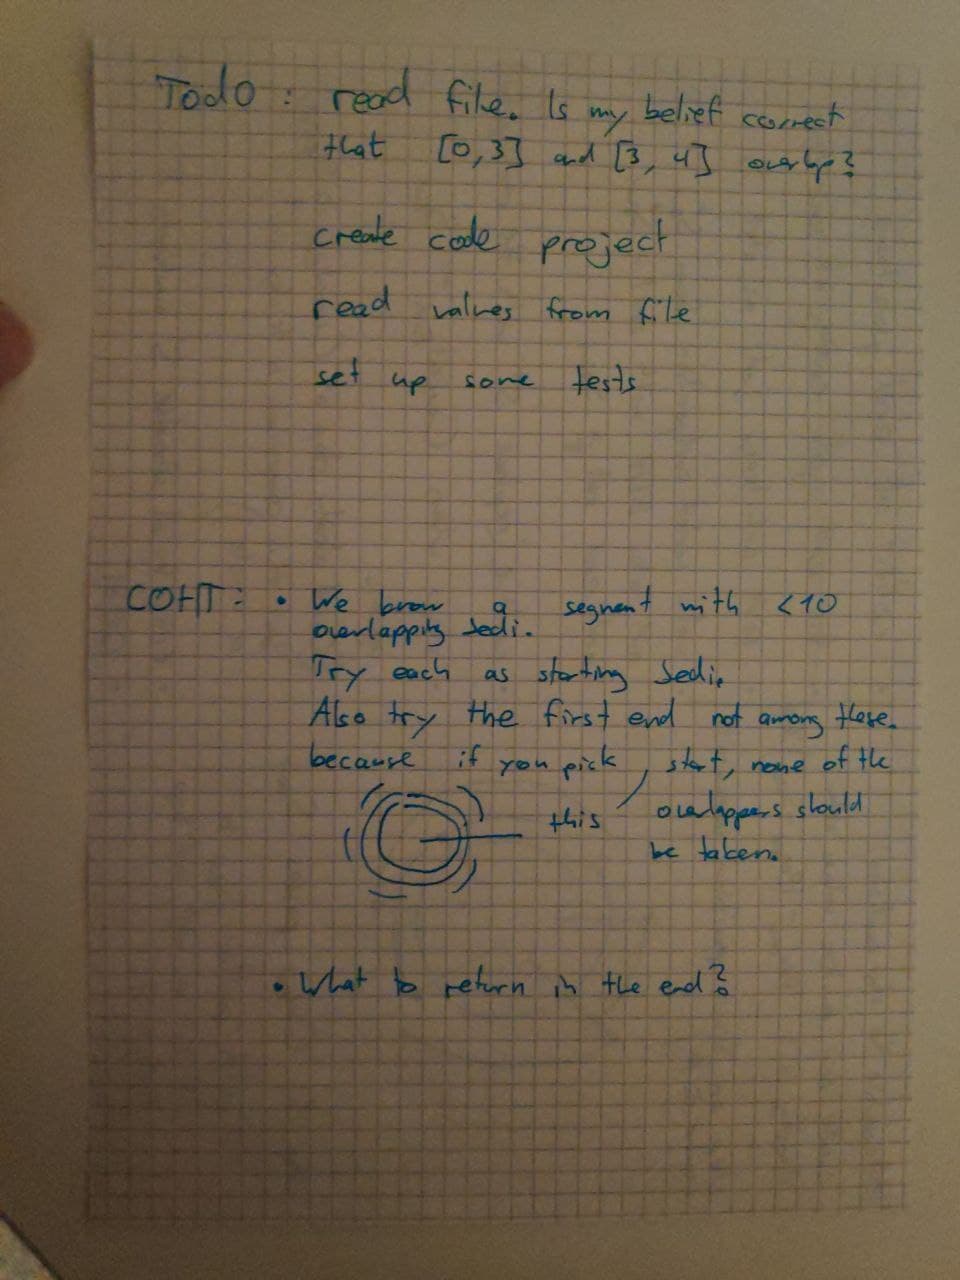 Todo: read file. Is my belief correct
that [0,3] and [3,4] overlap?
create code project
read values from file
set up some tests
COHT: • We know a segment with <10
overlapping Jedi.
Try each as starting Jedi.
Also try the first end not among these.
because if you pick start, none of the
this overlappers should
be taken.
• What to return in the end?